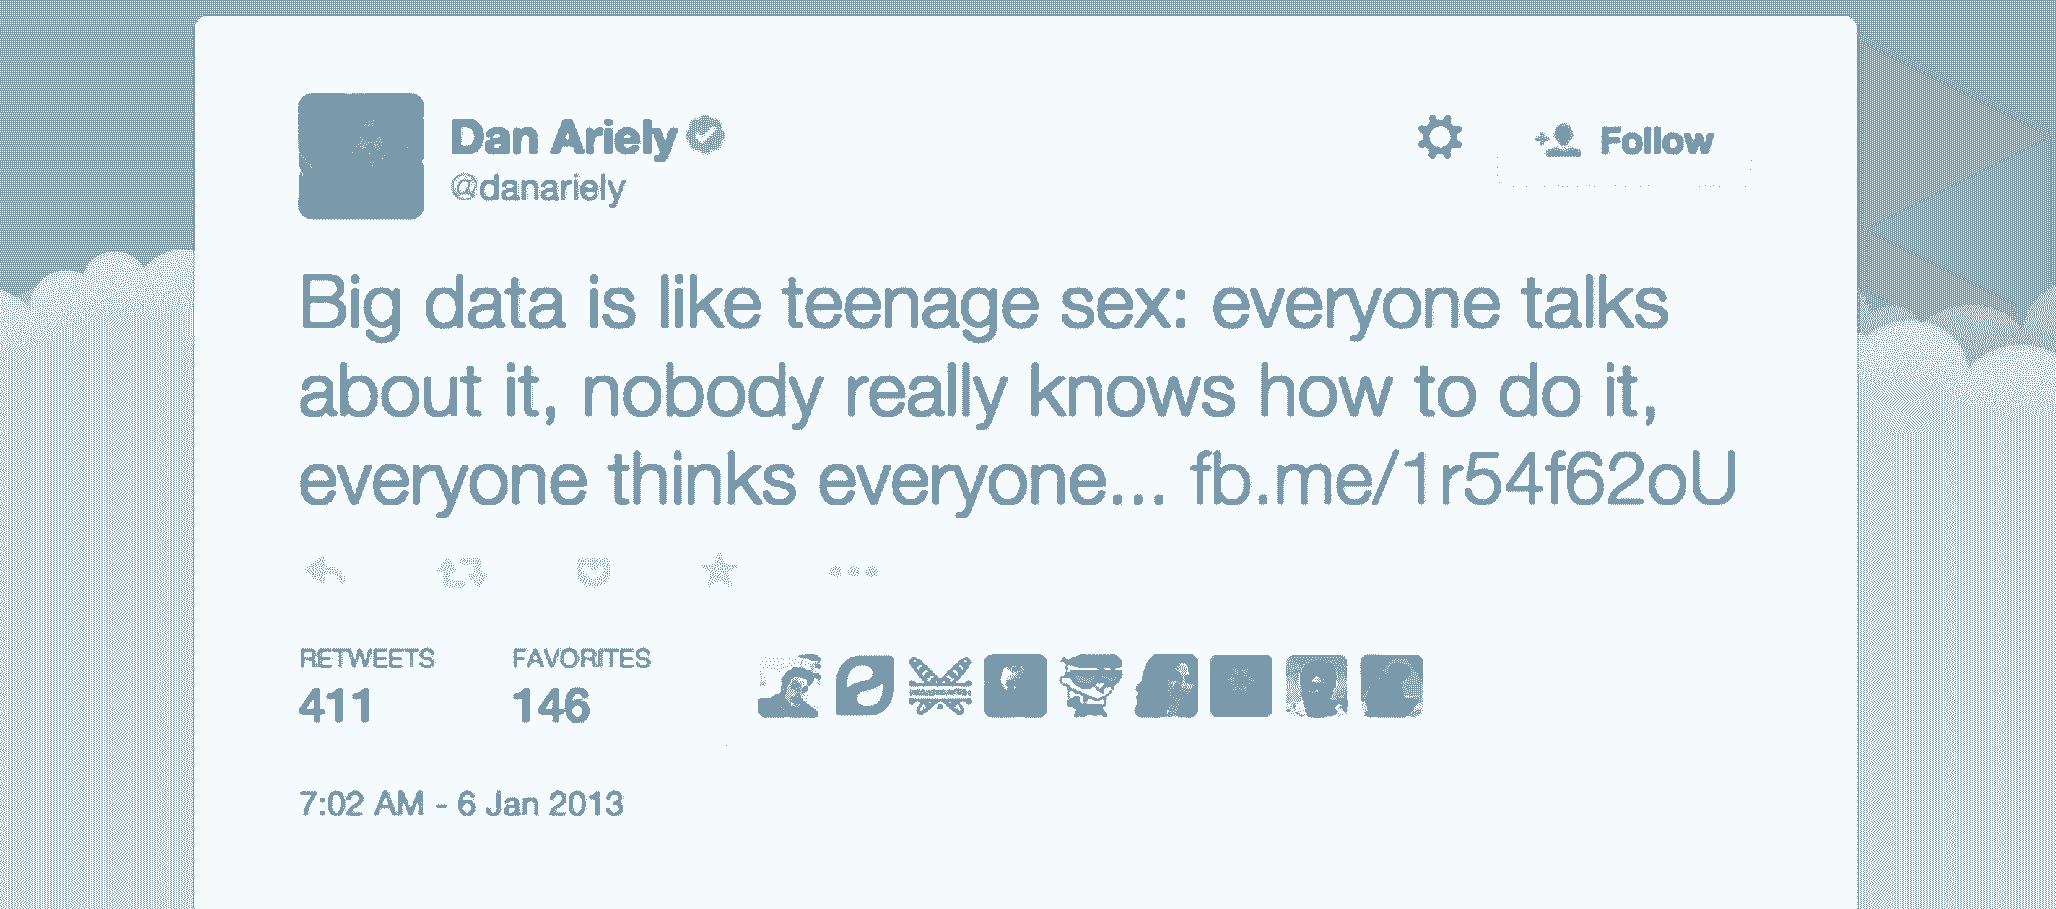 Dan Ariely
@danariely
Follow
Big data is like teenage sex: everyone talks
about it, nobody really knows how to do it,
everyone thinks everyone... fb.me/1r54f62oU
RETWEETS
411
FAVORITES
146
7:02 AM - 6 Jan 2013